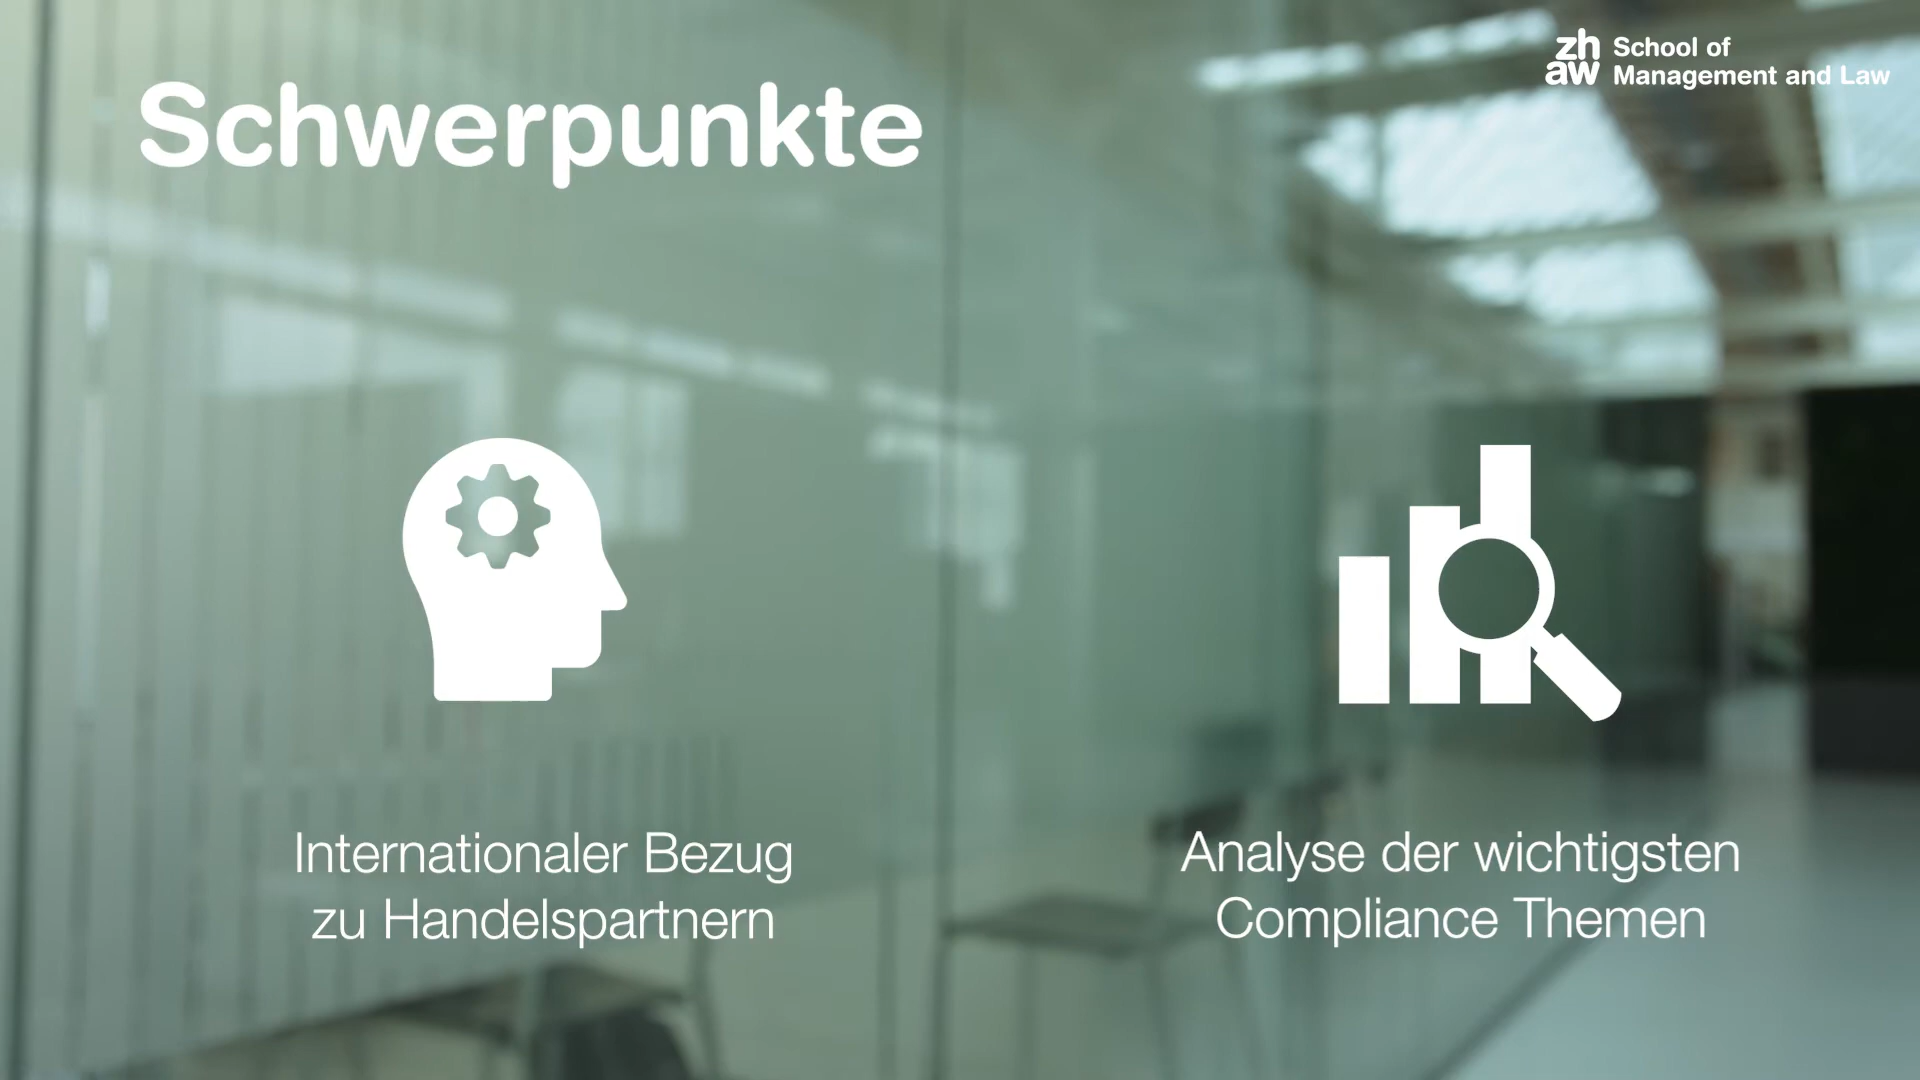 zh
aw
School of
Management and Law
Schwerpunkte
Internationaler Bezug
zu Handelspartnern
Analyse der wichtigsten
Compliance Themen